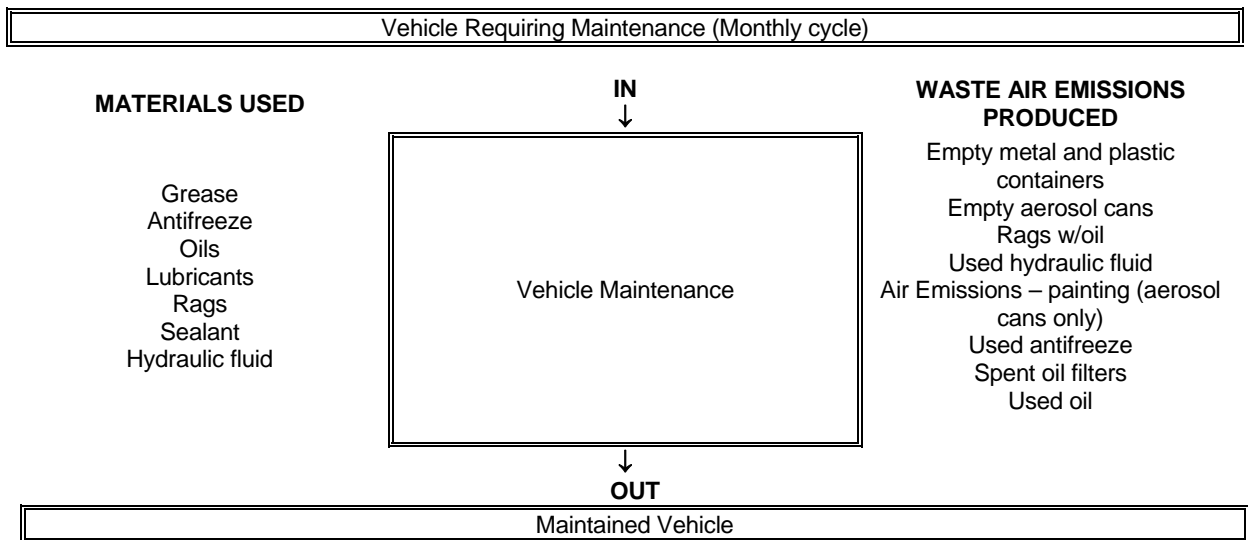 Vehicle Requiring Maintenance (Monthly cycle)
MATERIALS USED
Grease
Antifreeze
Oils
Lubricants
Rags
Sealant
Hydraulic fluid
IN
↓
Vehicle Maintenance
↓
OUT
WASTE AIR EMISSIONS
PRODUCED
Empty metal and plastic
containers
Empty aerosol cans
Rags w/oil
Used hydraulic fluid
Air Emissions – painting (aerosol
cans only)
Used antifreeze
Spent oil filters
Used oil
Maintained Vehicle